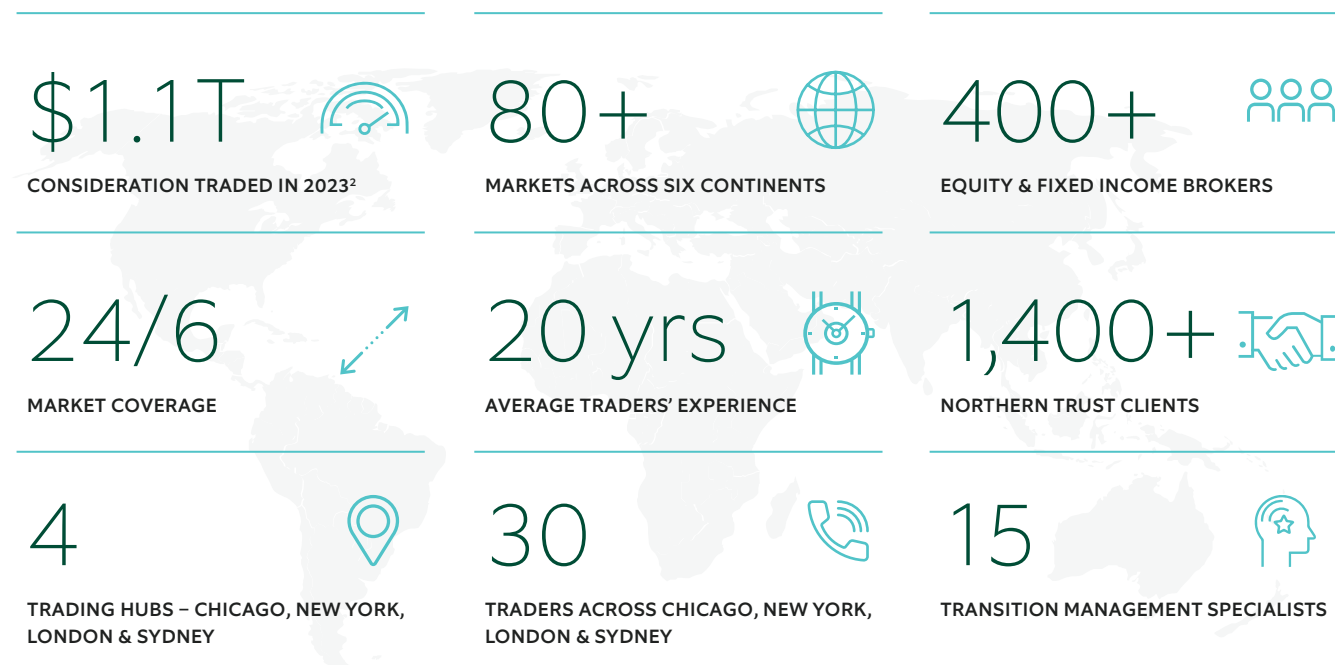 $1.1T
CONSIDERATION TRADED IN 2023²
80+
MARKETS ACROSS SIX CONTINENTS
400+
EQUITY & FIXED INCOME BROKERS
24/6
MARKET COVERAGE
20 yrs
AVERAGE TRADERS’ EXPERIENCE
1,400+
NORTHERN TRUST CLIENTS
4
TRADING HUBS – CHICAGO, NEW YORK,
LONDON & SYDNEY
30
TRADERS ACROSS CHICAGO, NEW YORK,
LONDON & SYDNEY
15
TRANSITION MANAGEMENT SPECIALISTS